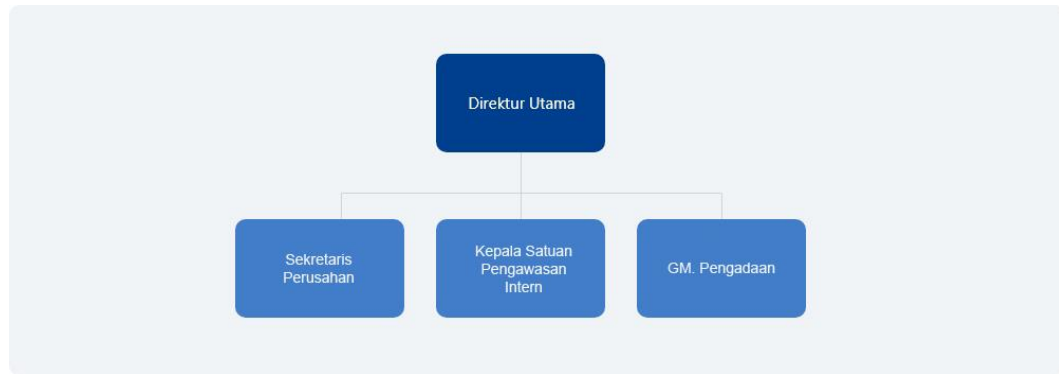 Direktur Utama
Sekretaris
Perusahan
Kepala Satuan
Pengawasan
Intern
GM. Pengadaan